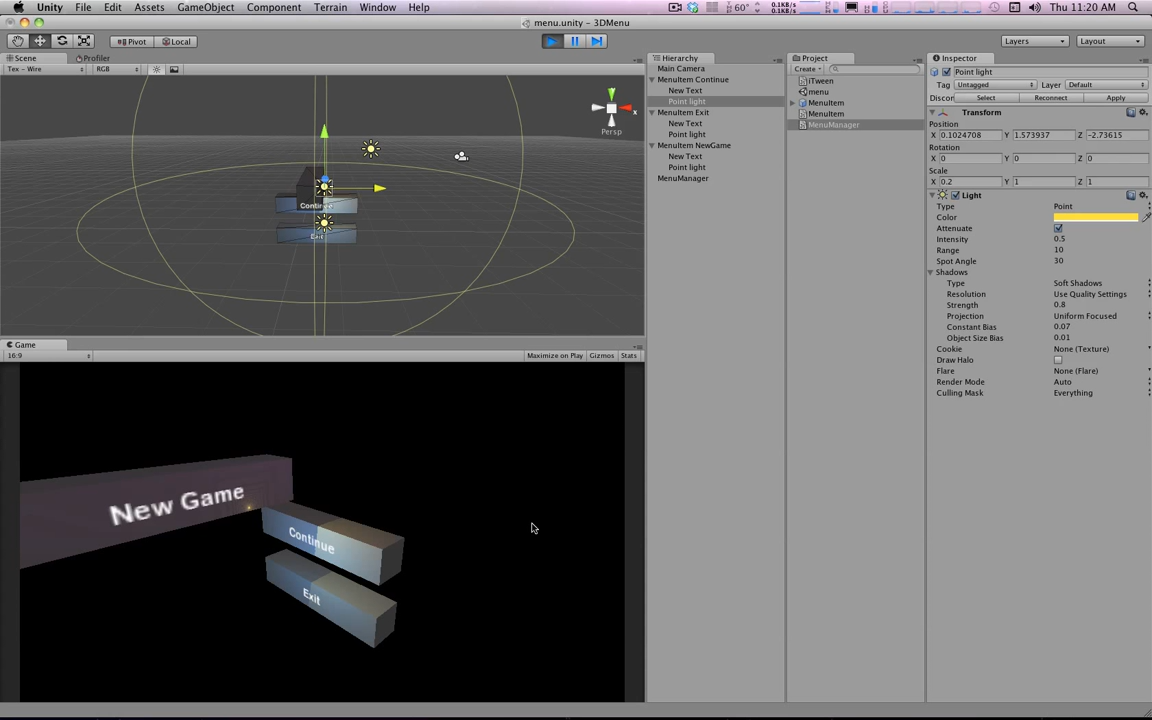 Unity File Edit Assets GameObject Component Terrain Window Help 60° 0.1KB/s 0.1KB/s Thu 11:20 AM
menu.unity – 3DMenu
Pivot Local Layers Layout
Scene Profiler
Tex – Wire RGB
x
Persp
Continue
Exit
Game
16:9 Maximize on Play Gizmos Stats
New Game
Continue
Exit
Hierarchy
Main Camera
MenuItem Continue
New Text
Point light
MenuItem Exit
New Text
Point light
MenuItem NewGame
New Text
Point light
MenuManager
Project
Create
iTween
menu
MenuItem
MenuItem
MenuManager
Inspector
Point light
Tag Untagged Layer Default
Discon Select Reconnect Apply
Transform
Position
X 0.1024708 Y 1.573937 Z -2.73615
Rotation
X 0 Y 0 Z 0
Scale
X 0.2 Y 1 Z 1
Light
Type Point
Color
Attenuate
Intensity 0.5
Range 10
Spot Angle 30
Shadows
Type Soft Shadows
Resolution Use Quality Settings
Strength 0.8
Projection Uniform Focused
Constant Bias 0.07
Object Size Bias 0.01
Cookie None (Texture)
Draw Halo
Flare None (Flare)
Render Mode Auto
Culling Mask Everything